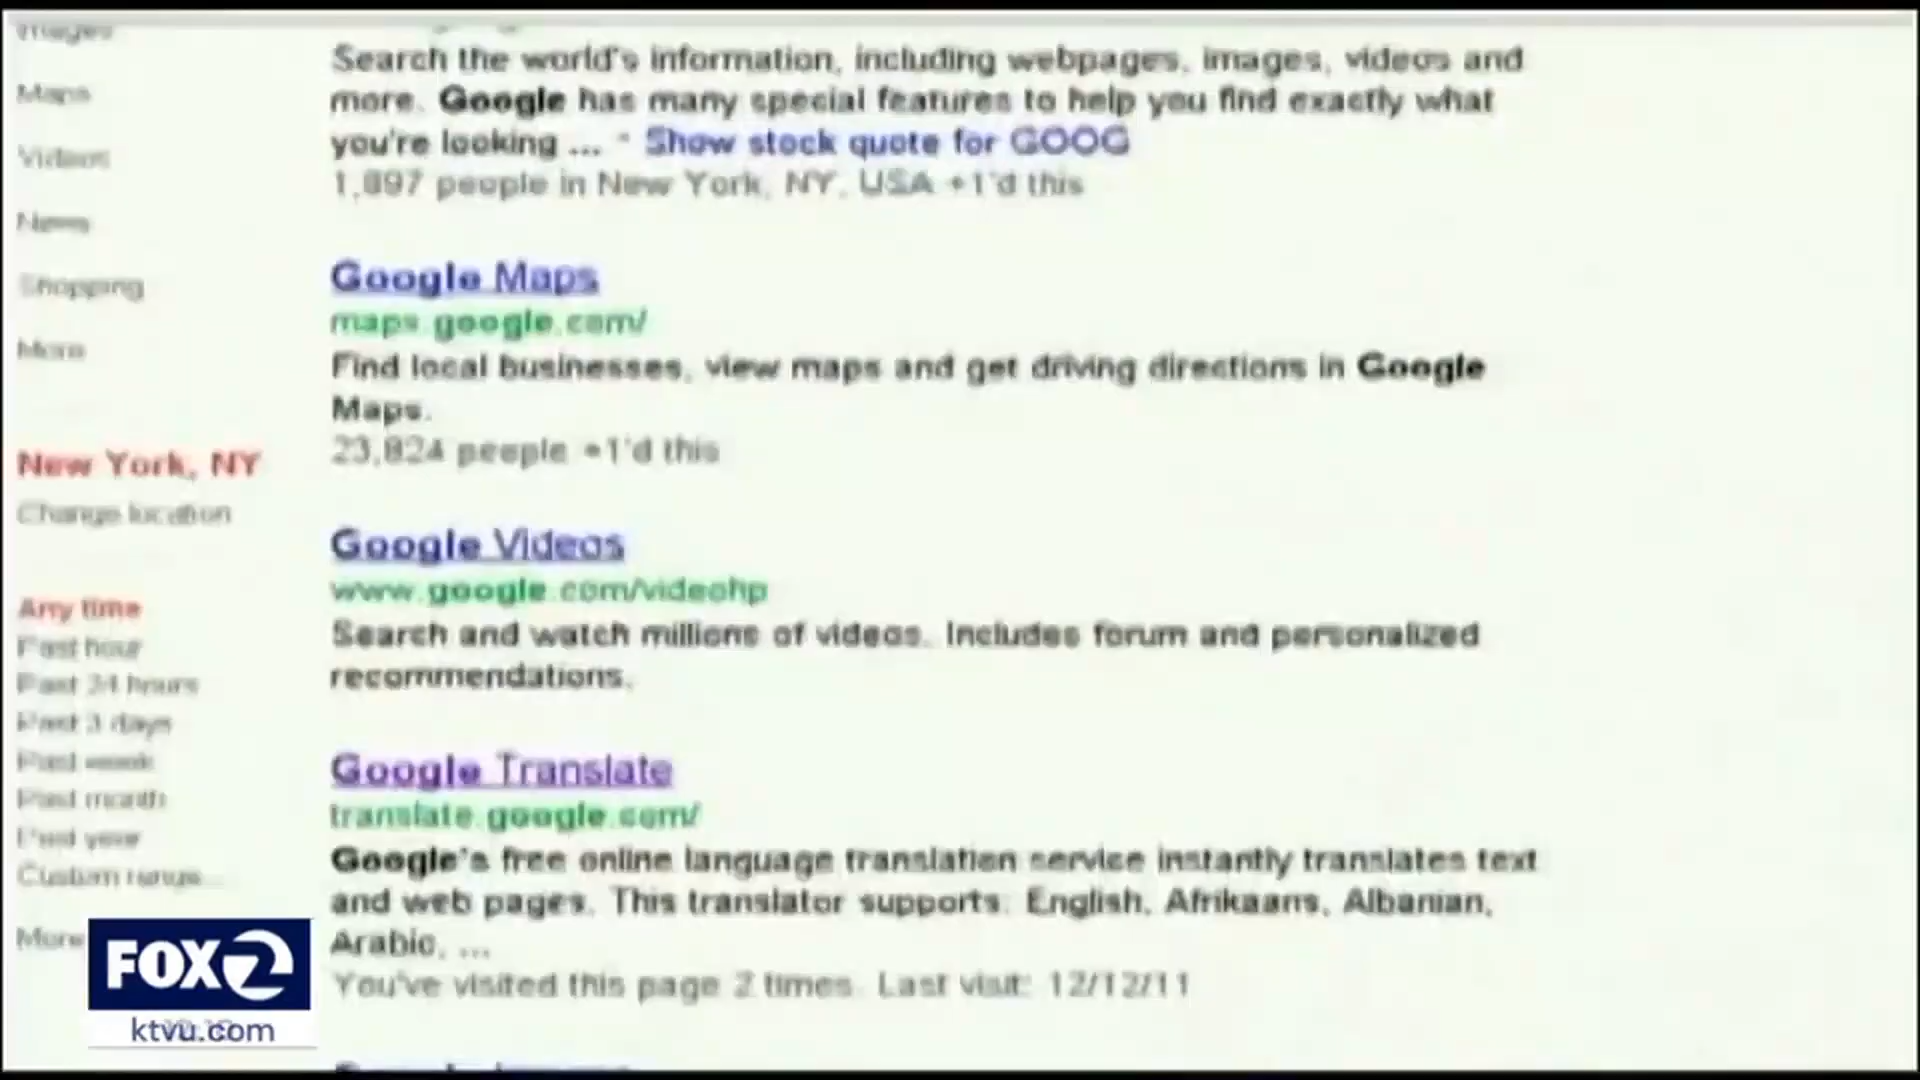 Images
Maps
Videos
News
Shopping
More
New York, NY
Change location
Any time
Past hour
Past 24 hours
Past 3 days
Past week
Past month
Past year
Custom range...
More
Search the world's information, including webpages, images, videos and
more. Google has many special features to help you find exactly what
you're looking ... - Show stock quote for GOOG
1,897 people in New York, NY, USA +1'd this
Google Maps
maps.google.com/
Find local businesses, view maps and get driving directions in Google
Maps.
23,824 people +1'd this
Google Videos
www.google.com/videohp
Search and watch millions of videos. Includes forum and personalized
recommendations.
Google Translate
translate.google.com/
Google's free online language translation service instantly translates text
and web pages. This translator supports: English, Afrikaans, Albanian,
Arabic, ...
You've visited this page 2 times. Last visit: 12/12/11
FOX 2
ktvu.com